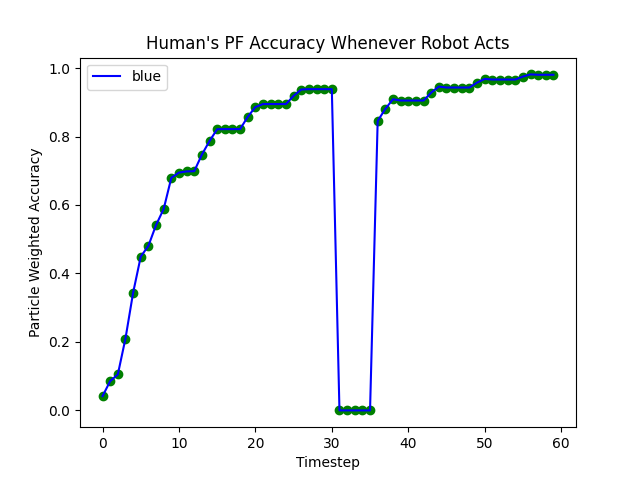 Human's PF Accuracy Whenever Robot Acts
blue
1.0
0.8
0.6
0.4
0.2
0.0
Particle Weighted Accuracy
0 10 20 30 40 50 60
Timestep